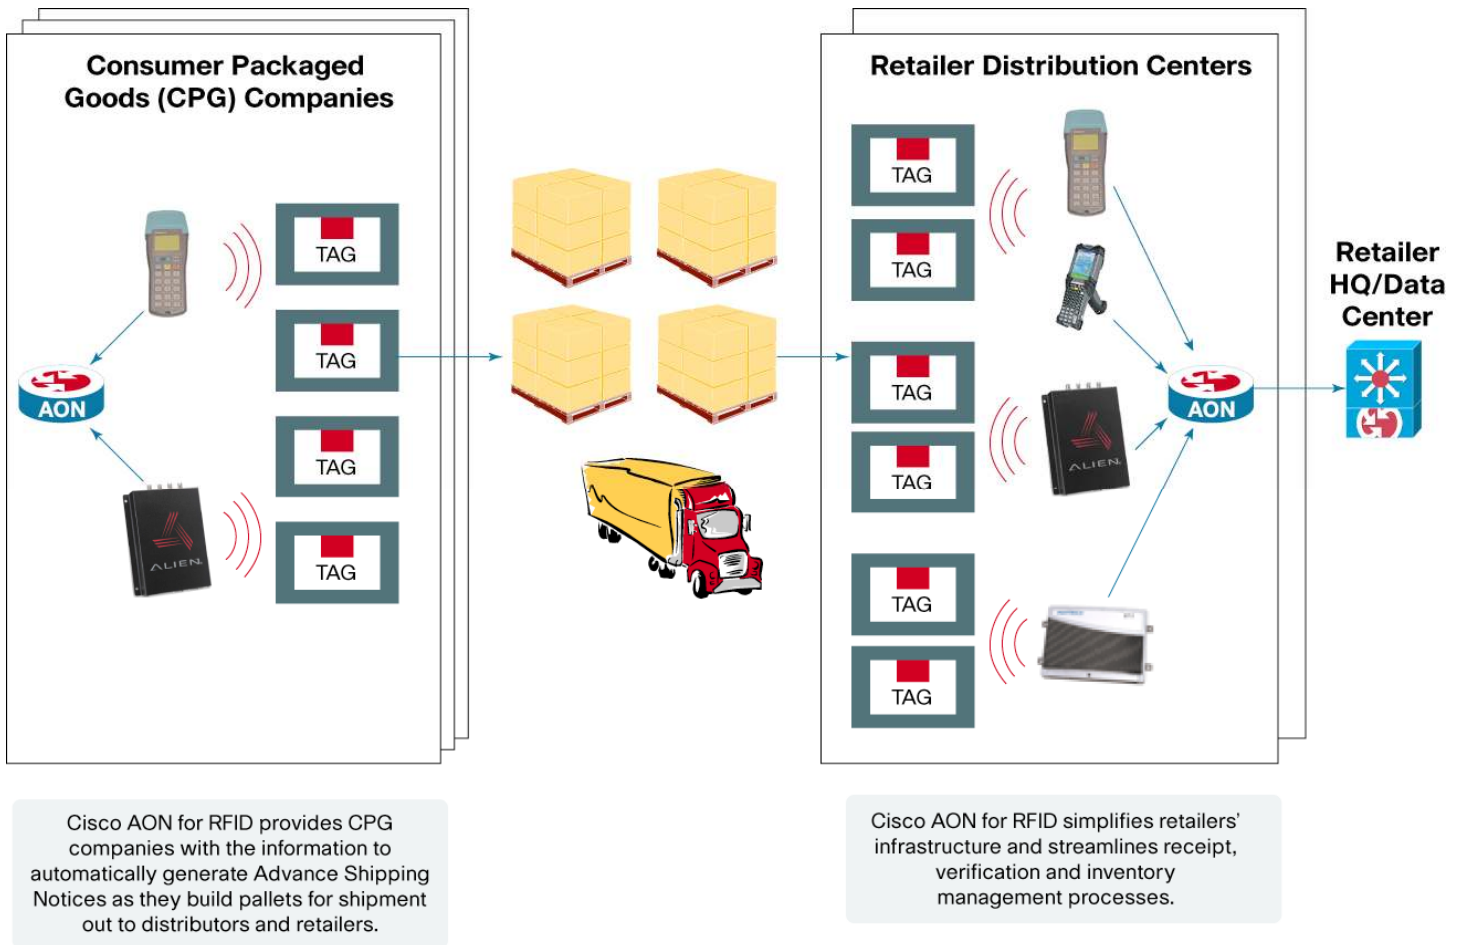 Consumer Packaged
Goods (CPG) Companies
TAG
TAG
TAG
TAG
AON
ALIEN
Retailer Distribution Centers
TAG
TAG
TAG
TAG
TAG
TAG
ALIEN
AON
Retailer
HQ/Data
Center
Cisco AON for RFID provides CPG
companies with the information to
automatically generate Advance Shipping
Notices as they build pallets for shipment
out to distributors and retailers.
Cisco AON for RFID simplifies retailers’
infrastructure and streamlines receipt,
verification and inventory
management processes.